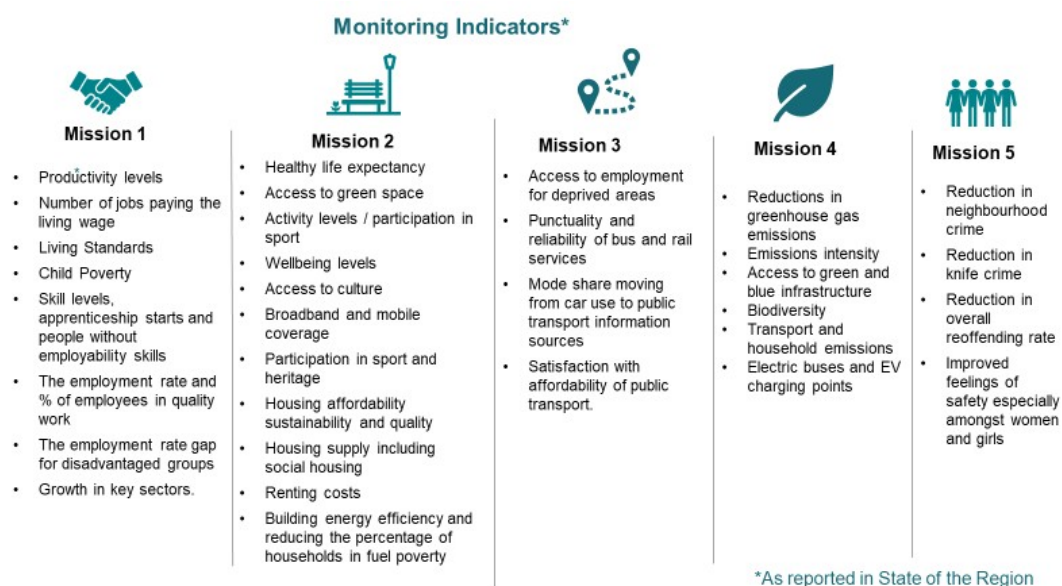 Monitoring Indicators*
Mission 1
• Productivity levels
• Number of jobs paying the
living wage
• Living Standards
• Child Poverty
• Skill levels,
apprenticeship starts and
people without
employability skills
• The employment rate and
% of employees in quality
work
• The employment rate gap
for disadvantaged groups
• Growth in key sectors.
Mission 2
• Healthy life expectancy
• Access to green space
• Activity levels / participation in
sport
• Wellbeing levels
• Access to culture
• Broadband and mobile
coverage
• Participation in sport and
heritage
• Housing affordability
sustainability and quality
• Housing supply including
social housing
• Renting costs
• Building energy efficiency and
reducing the percentage of
households in fuel poverty
Mission 3
• Access to employment
for deprived areas
• Punctuality and
reliability of bus and rail
services
• Mode share moving
from car use to public
transport information
sources
• Satisfaction with
affordability of public
transport.
Mission 4
• Reductions in
greenhouse gas
emissions
• Emissions intensity
• Access to green and
blue infrastructure
• Biodiversity
• Transport and
household emissions
• Electric buses and EV
charging points
Mission 5
• Reduction in
neighbourhood
crime
• Reduction in
knife crime
• Reduction in
overall
reoffending rate
• Improved
feelings of
safety especially
amongst women
and girls
*As reported in State of the Region